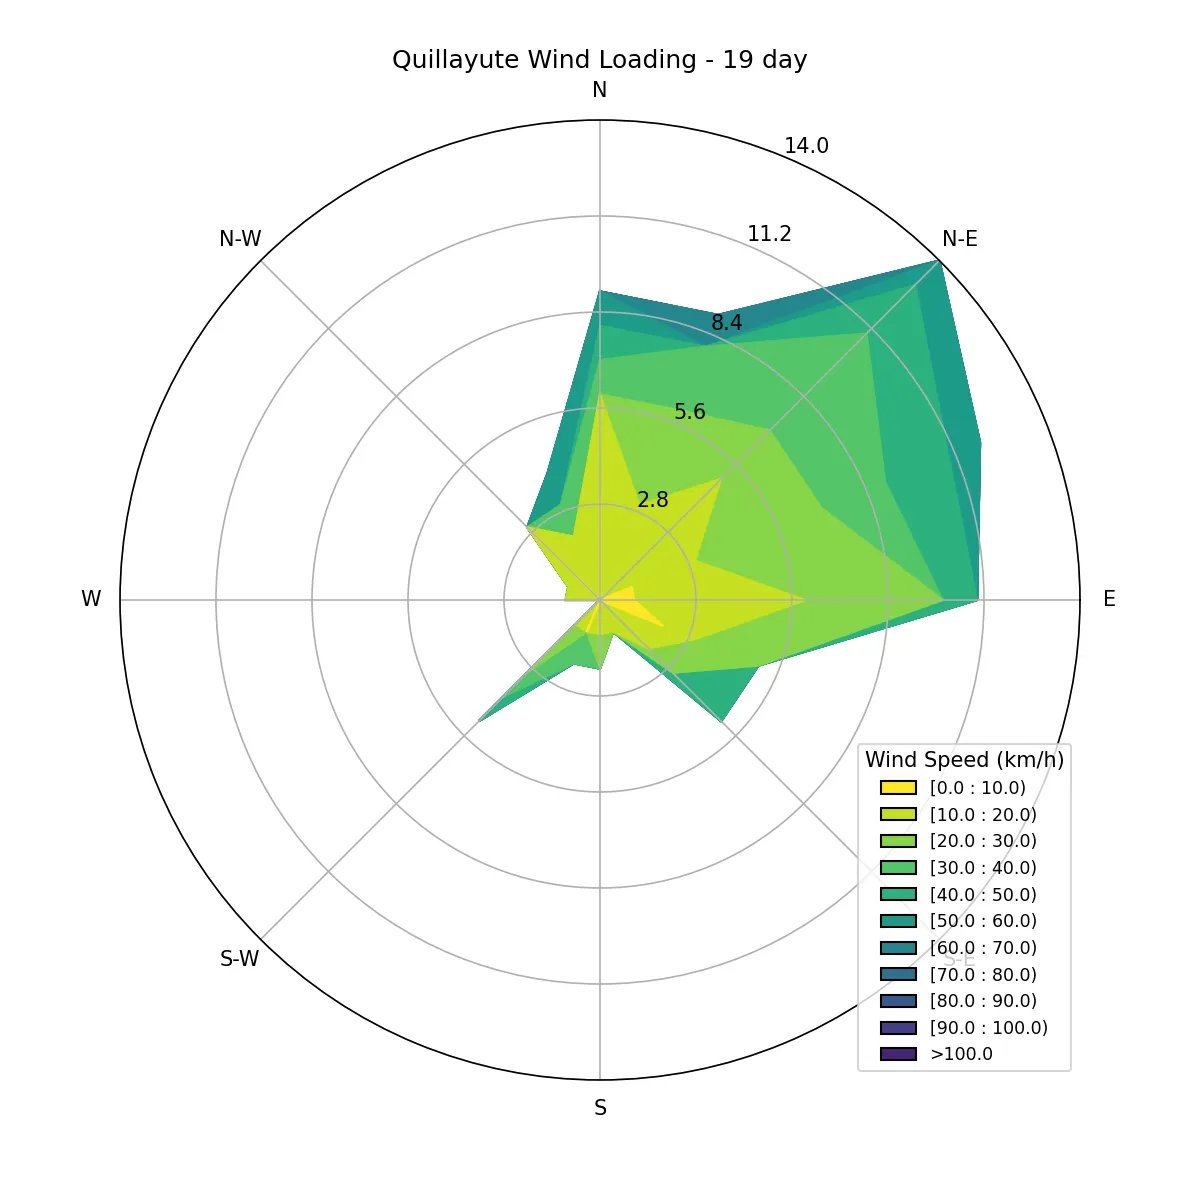 Quillayute Wind Loading - 19 day
N
14.0
11.2
N-W
N-E
8.4
5.6
2.8
W
E
Wind Speed (km/h)
[0.0 : 10.0)
[10.0 : 20.0)
[20.0 : 30.0)
[30.0 : 40.0)
[40.0 : 50.0)
[50.0 : 60.0)
[60.0 : 70.0)
[70.0 : 80.0)
[80.0 : 90.0)
[90.0 : 100.0)
>100.0
S-W
S-E
S